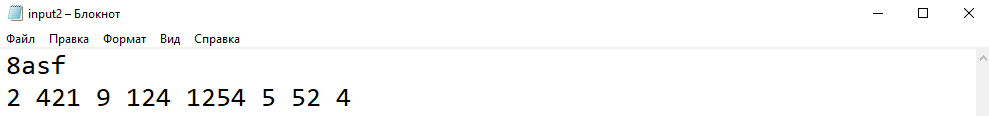 input2 – Блокнот
Файл Правка Формат Вид Справка
8asf
2 421 9 124 1254 5 52 4